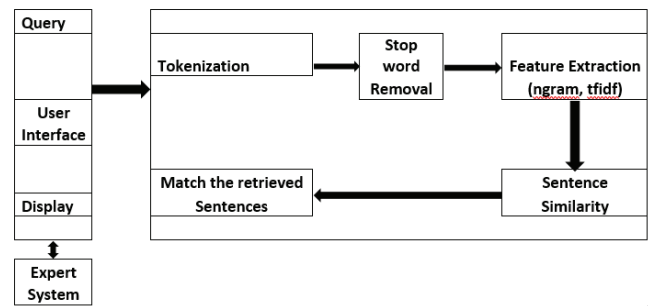 Query
User
Interface
Display
Expert
System
Tokenization
Stop
word
Removal
Feature Extraction
(ngram, tfidf)
Sentence
Similarity
Match the retrieved
Sentences